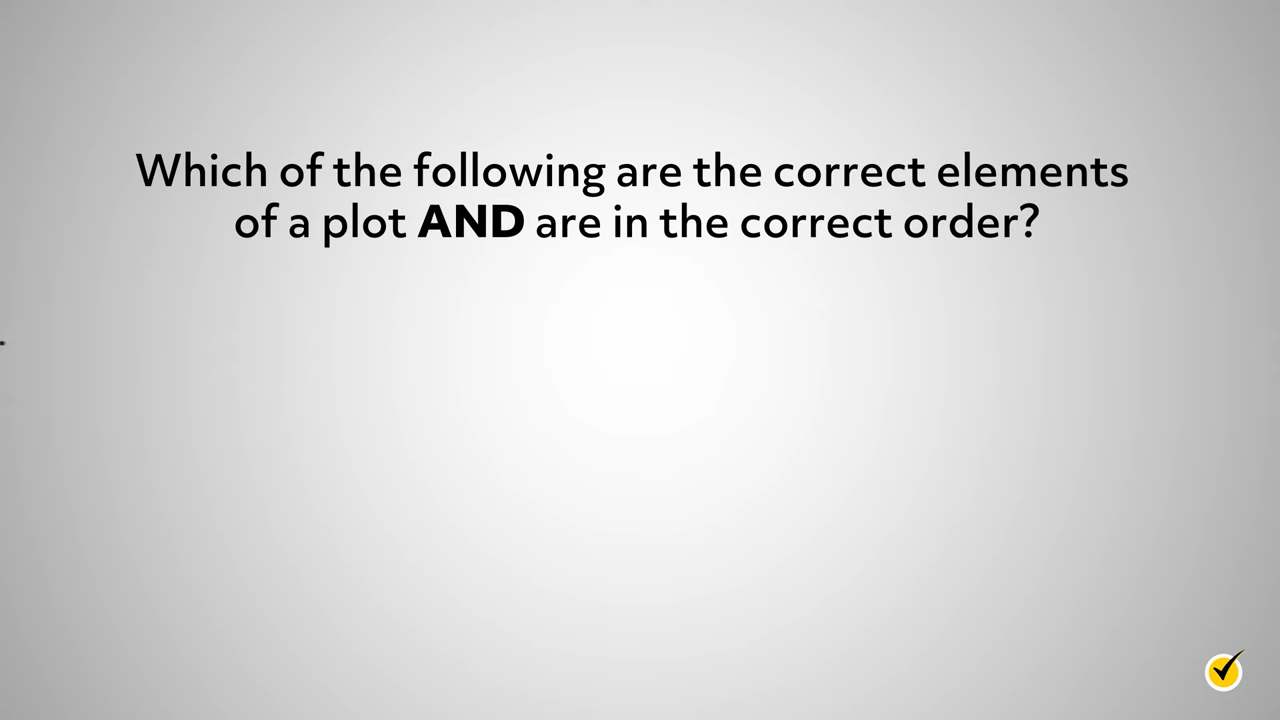 Which of the following are the correct elements
of a plot AND are in the correct order?